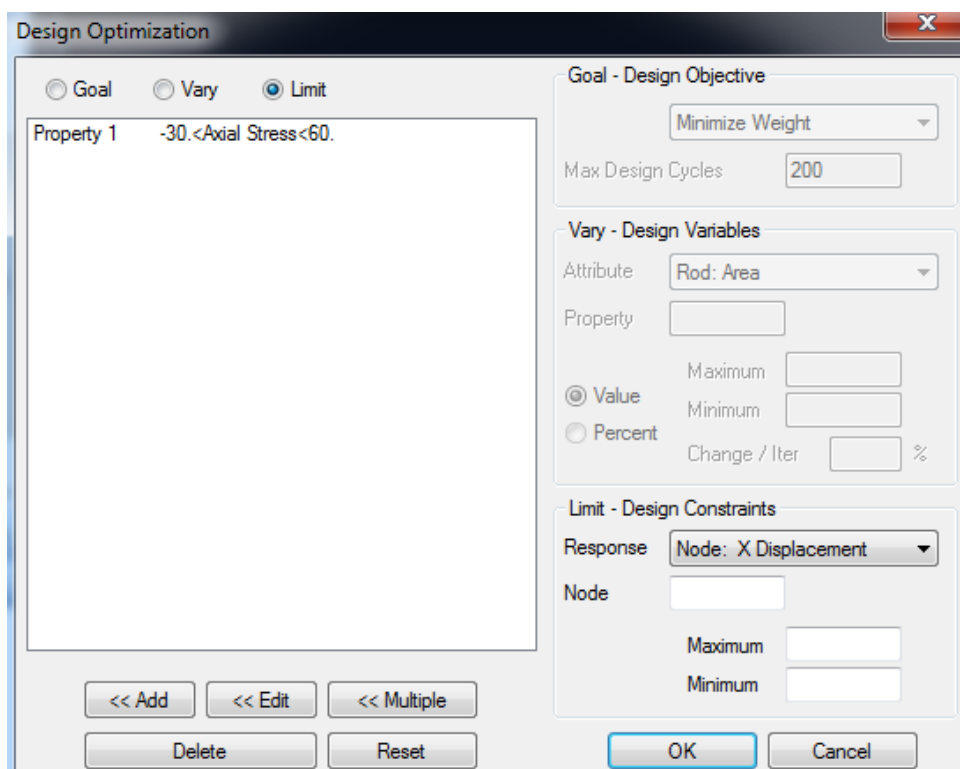 Design Optimization
X
Goal
Vary
Limit
Property 1 -30.<Axial Stress<60.
<< Add
<< Edit
<< Multiple
Delete
Reset
Goal - Design Objective
Minimize Weight
Max Design Cycles 200
Vary - Design Variables
Attribute Rod: Area
Property
Value
Percent
Maximum
Minimum
Change / Iter %
Limit - Design Constraints
Response Node: X Displacement
Node
Maximum
Minimum
OK
Cancel